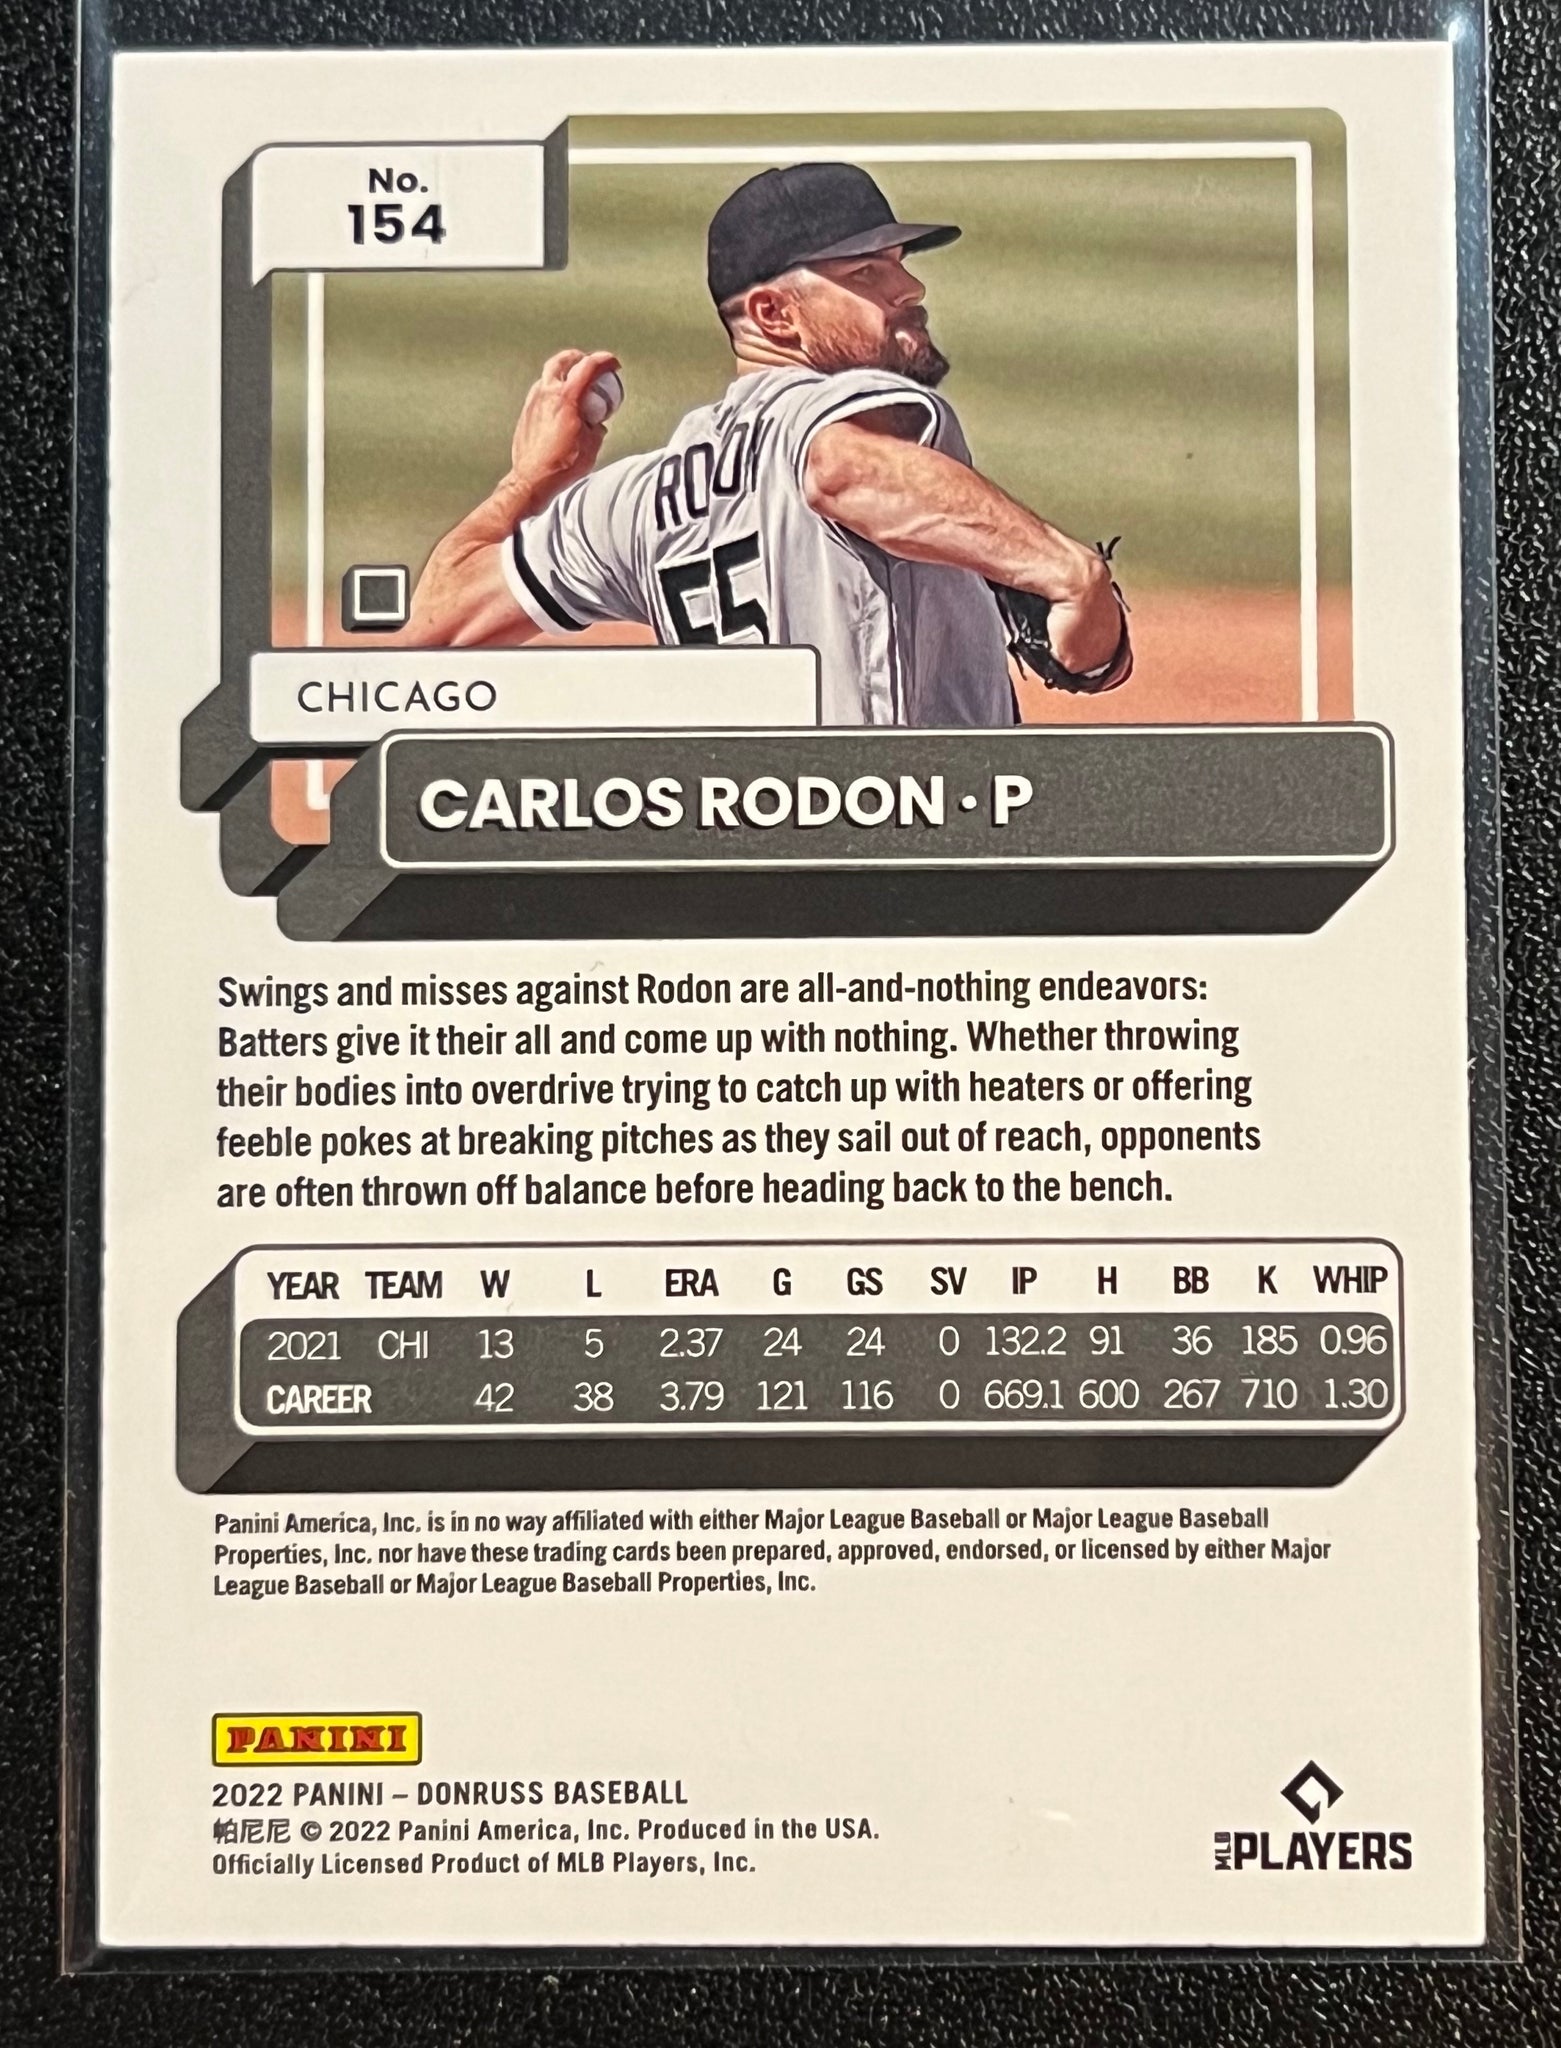 No.
154
RODON
55
CHICAGO
CARLOS RODON · P
Swings and misses against Rodon are all-and-nothing endeavors:
Batters give it their all and come up with nothing. Whether throwing
their bodies into overdrive trying to catch up with heaters or offering
feeble pokes at breaking pitches as they sail out of reach, opponents
are often thrown off balance before heading back to the bench.
YEAR TEAM W L ERA G GS SV IP H BB K WHIP
2021 CHI 13 5 2.37 24 24 0 132.2 91 36 185 0.96
CAREER 42 38 3.79 121 116 0 669.1 600 267 710 1.30
Panini America, Inc. is in no way affiliated with either Major League Baseball or Major League Baseball
Properties, Inc. nor have these trading cards been prepared, approved, endorsed, or licensed by either Major
League Baseball or Major League Baseball Properties, Inc.
PANINI
2022 PANINI – DONRUSS BASEBALL
帕尼尼 © 2022 Panini America, Inc. Produced in the USA.
Officially Licensed Product of MLB Players, Inc.
MLB PLAYERS